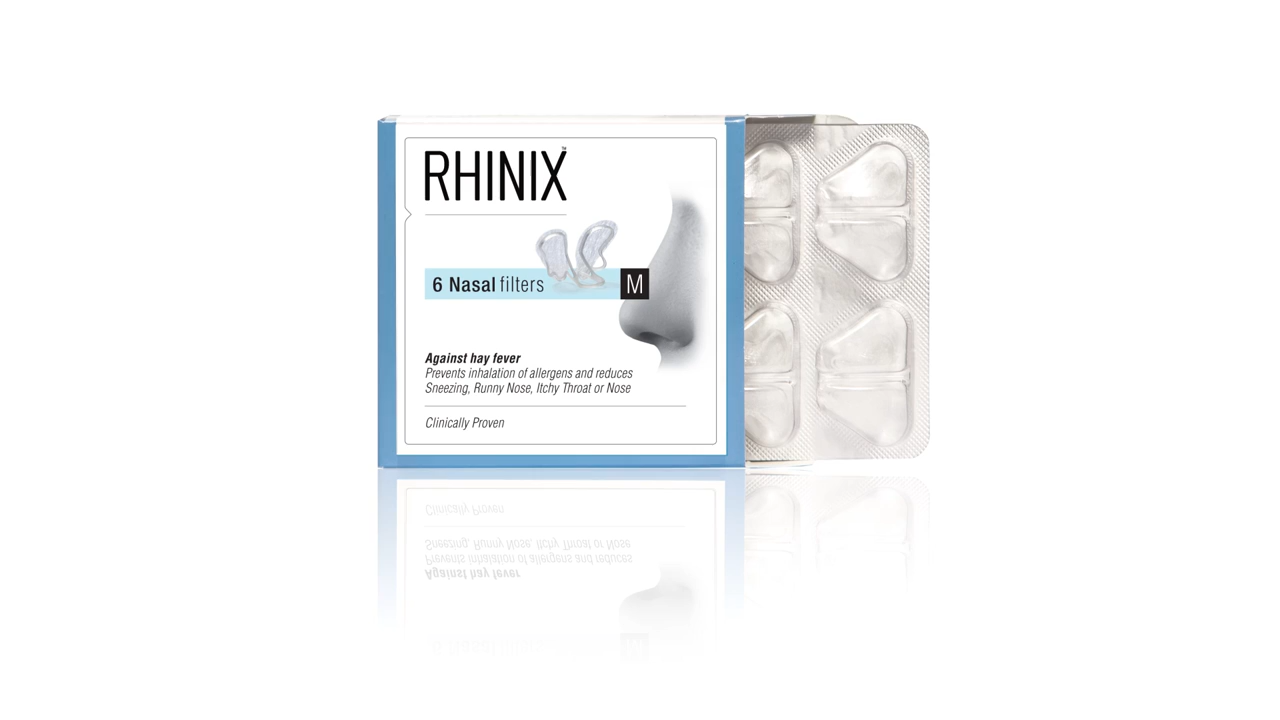 RHINIX™
6 Nasal filters M
Against hay fever
Prevents inhalation of allergens and reduces
Sneezing, Runny Nose, Itchy Throat or Nose
Clinically Proven